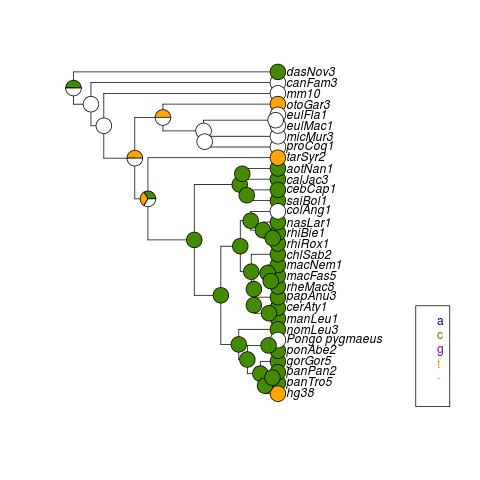 dasNov3
canFam3
mm10
otoGar3
eulFla1
eulMac1
micMur3
proCoq1
tarSyr2
aotNan1
calJac3
cebCap1
saiBol1
colAng1
nasLar1
rhiBie1
rhiRox1
chlSab2
macNem1
macFas5
rheMac8
papAnu3
cerAty1
manLeu1
nomLeu3
Pongo pygmaeus
ponAbe2
gorGor5
panPan2
panTro5
hg38
a
c
g
t
-